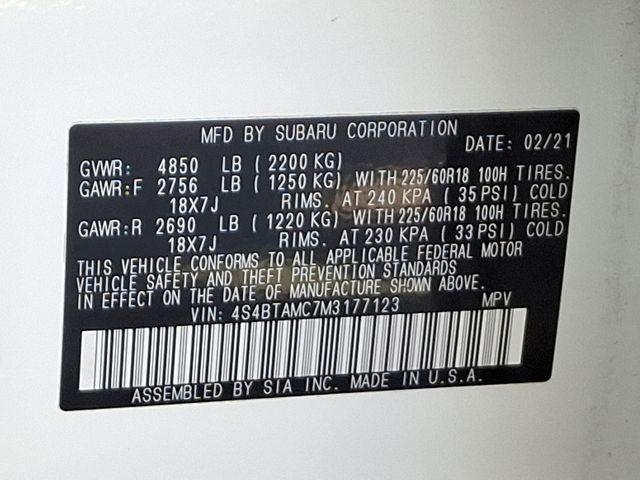 MFD BY SUBARU CORPORATION DATE: 02/21
GVWR: 4850 LB (2200 KG)
GAWR:F 2756 LB (1250 KG) WITH 225/60R18 100H TIRES.
18X7J RIMS. AT 240 KPA (35 PSI) COLD
GAWR:R 2690 LB (1220 KG) WITH 225/60R18 100H TIRES.
18X7J RIMS. AT 230 KPA (33 PSI) COLD
THIS VEHICLE CONFORMS TO ALL APPLICABLE FEDERAL MOTOR
VEHICLE SAFETY AND THEFT PREVENTION STANDARDS
IN EFFECT ON THE DATE OF MANUFACTURE SHOWN ABOVE.
VIN: 4S4BTAMC7M3177123 MPV
ASSEMBLED BY SIA INC. MADE IN U.S.A.